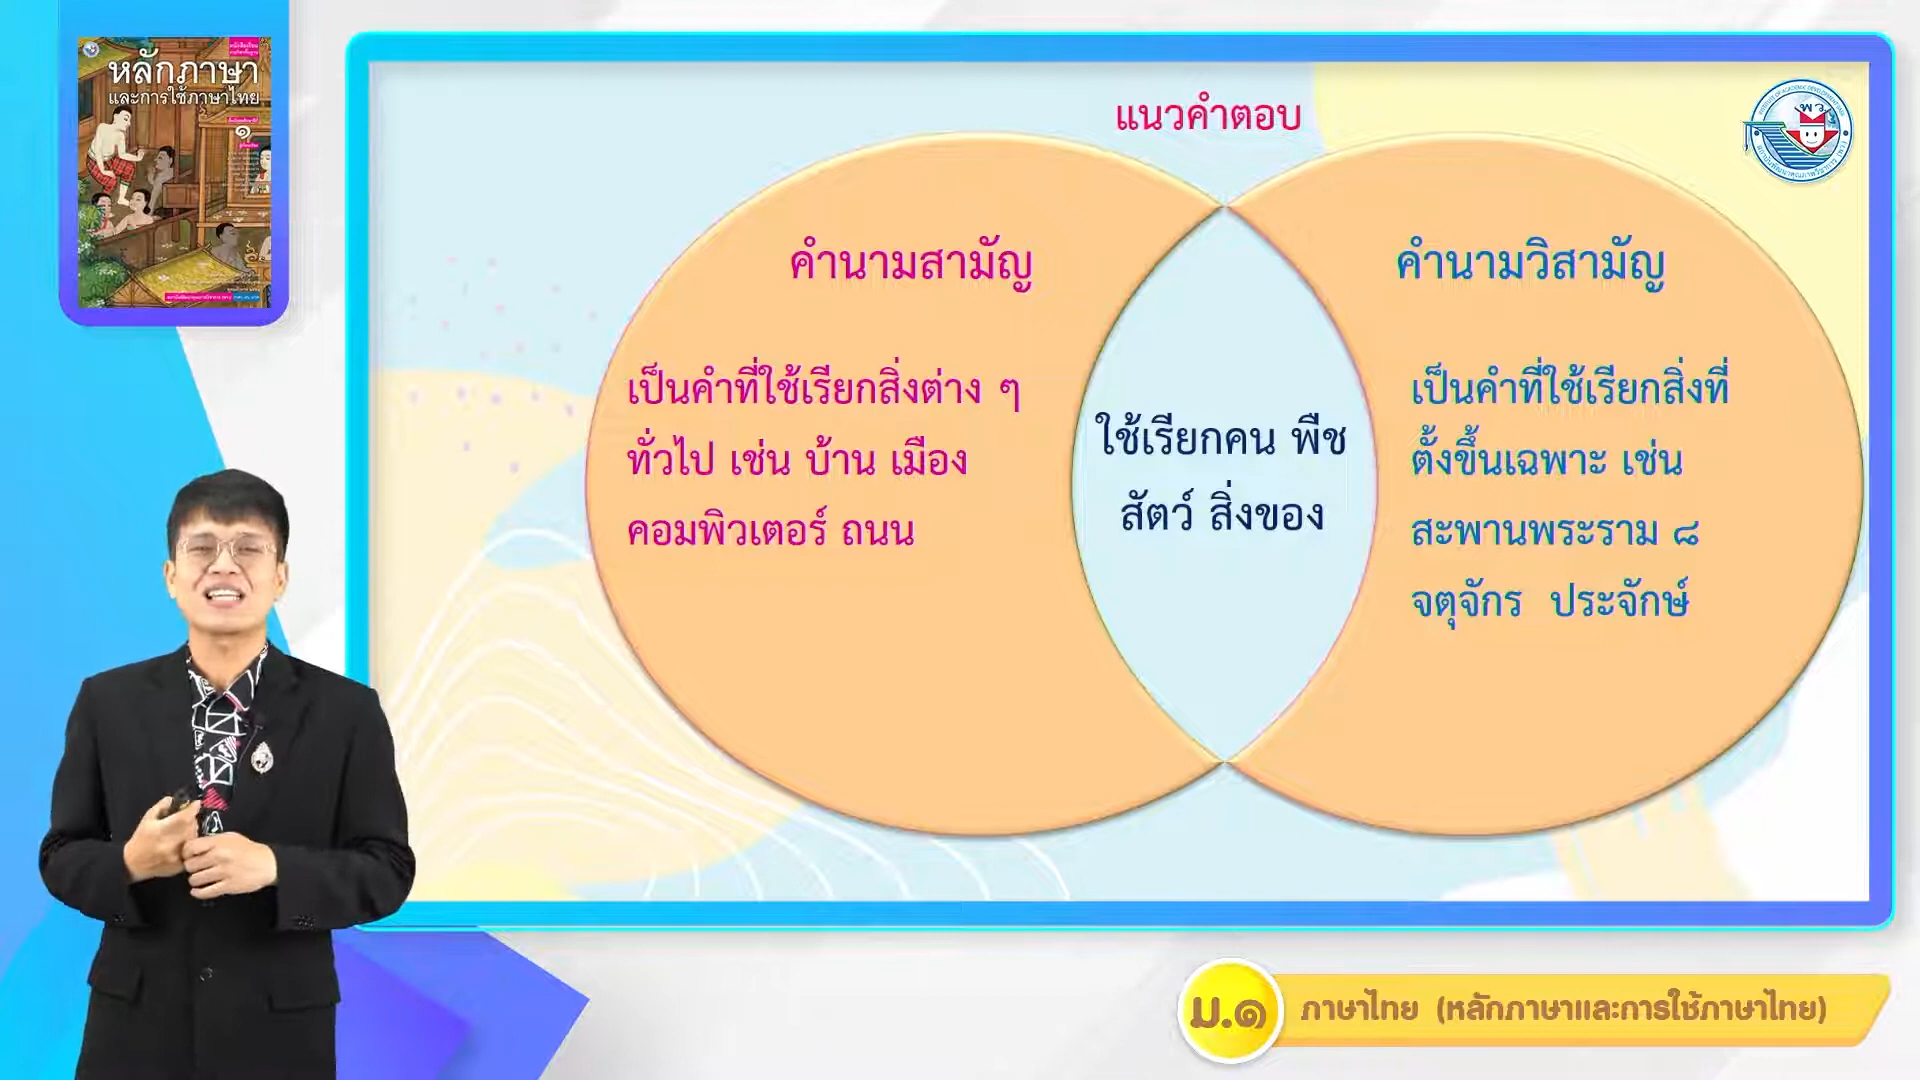 หลักภาษา
และการใช้ภาษาไทย
๑
แนวคำตอบ
พว.
คำนามสามัญ
เป็นคำที่ใช้เรียกสิ่งต่าง ๆ
ทั่วไป เช่น บ้าน เมือง
คอมพิวเตอร์ ถนน
ใช้เรียกคน พืช
สัตว์ สิ่งของ
คำนามวิสามัญ
เป็นคำที่ใช้เรียกสิ่งที่
ตั้งขึ้นเฉพาะ เช่น
สะพานพระราม ๘
จตุจักร ประจักษ์
ม.๑
ภาษาไทย (หลักภาษาและการใช้ภาษาไทย)